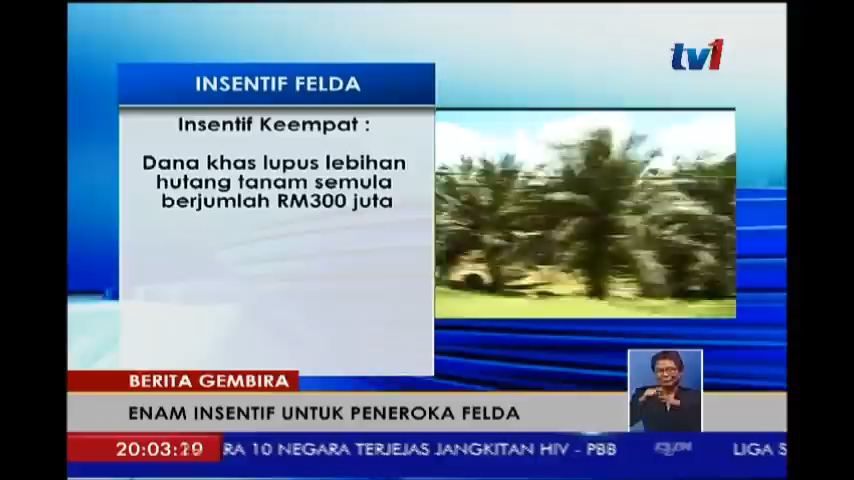 tv1
INSENTIF FELDA
Insentif Keempat :
Dana khas lupus lebihan
hutang tanam semula
berjumlah RM300 juta
BERITA GEMBIRA
ENAM INSENTIF UNTUK PENEROKA FELDA
20:03:29 RA 10 NEGARA TERJEJAS JANGKITAN HIV - PBB LIGA S